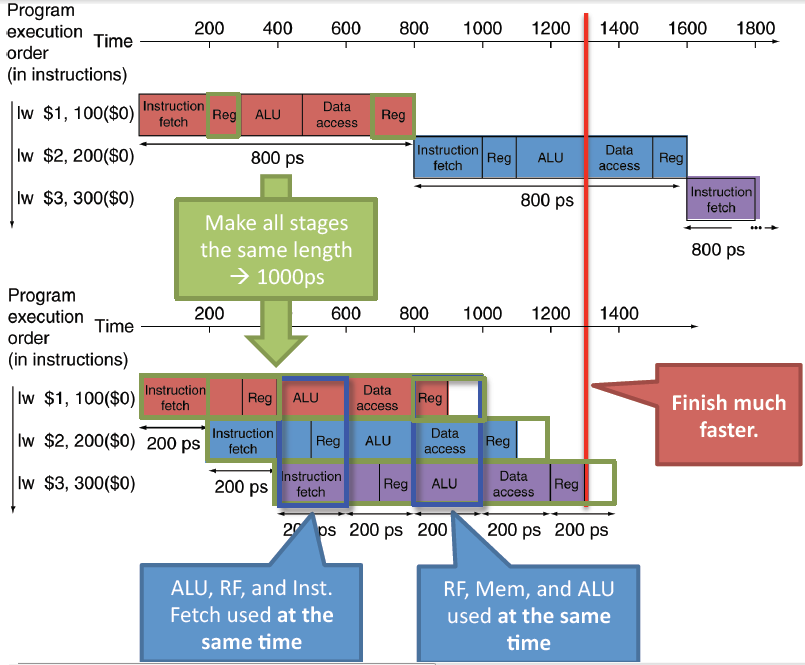 Program
execution
order
(in instructions)
Time
200 400 600 800 1000 1200 1400 1600 1800
lw $1, 100($0)
Instruction
fetch
Reg
ALU
Data
access
Reg
800 ps
lw $2, 200($0)
Instruction
fetch
Reg
ALU
Data
access
Reg
800 ps
lw $3, 300($0)
Instruction
fetch
800 ps
...
Make all stages
the same length
→ 1000ps
Program
execution
order
(in instructions)
Time
200 600 800 1000 1200 1400
lw $1, 100($0)
Instruction
fetch
Reg
ALU
Data
access
Reg
200 ps
lw $2, 200($0)
Instruction
fetch
Reg
ALU
Data
access
Reg
200 ps
lw $3, 300($0)
Instruction
fetch
Reg
ALU
Data
access
Reg
200 ps 200 ps 200 200 ps 200 ps
Finish much
faster.
ALU, RF, and Inst.
Fetch used at the
same time
RF, Mem, and ALU
used at the same
time